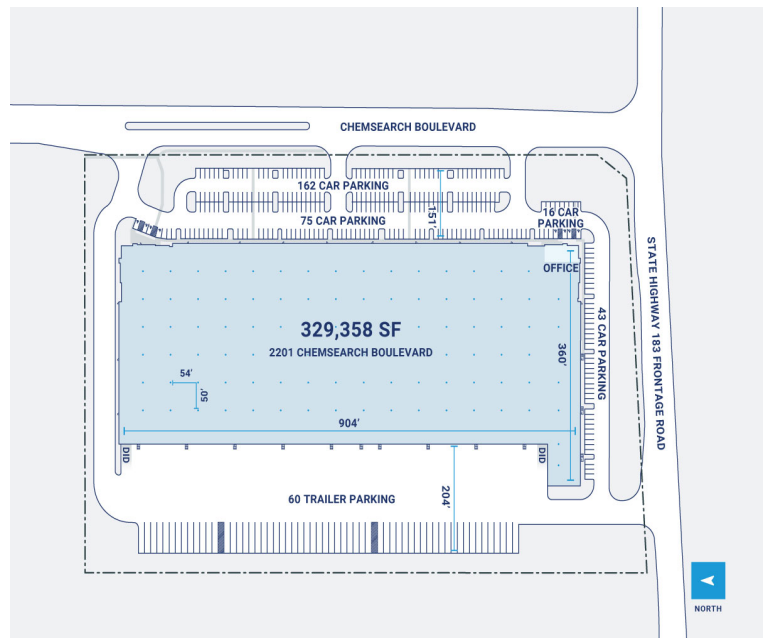 CHEMSEARCH BOULEVARD
162 CAR PARKING
151'
75 CAR PARKING
16 CAR
PARKING
OFFICE
STATE HIGHWAY 183 FRONTAGE ROAD
329,358 SF
2201 CHEMSEARCH BOULEVARD
43 CAR PARKING
360'
54'
50'
904'
DID
DID
60 TRAILER PARKING
204'
NORTH